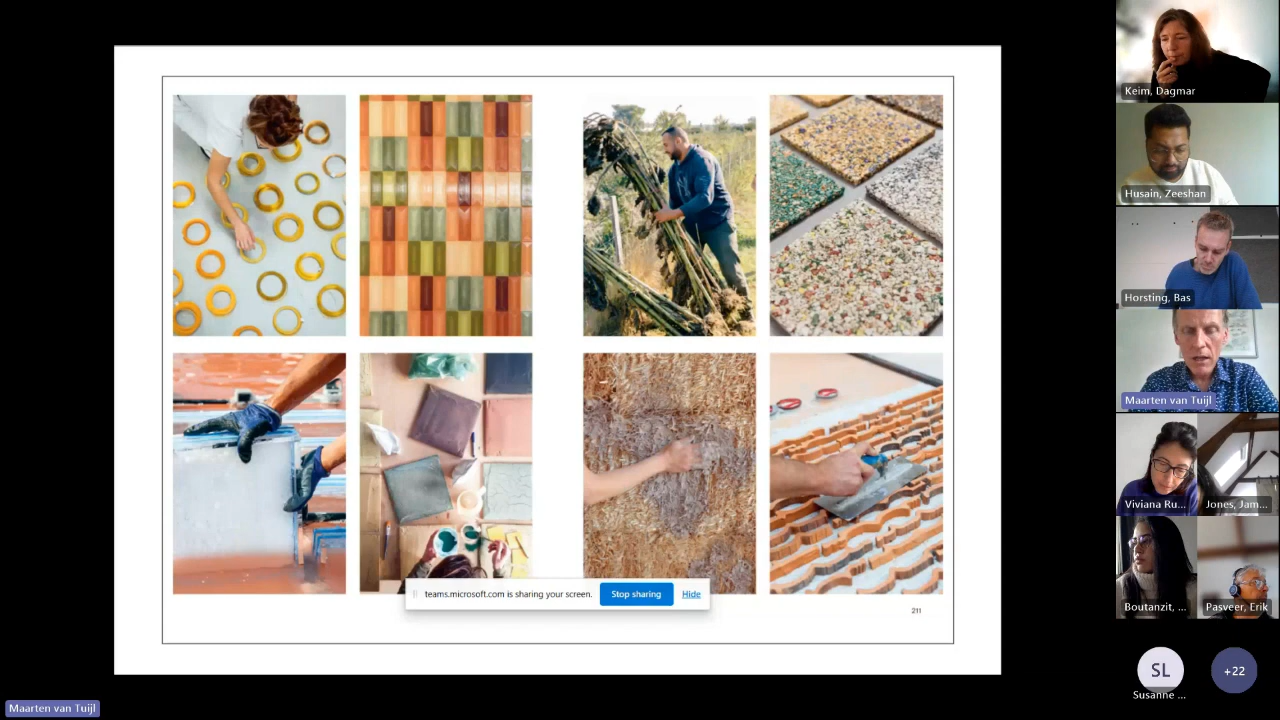 Keim, Dagmar
Husain, Zeeshan
Horsting, Bas
Maarten van Tuijl
Viviana Ru...
Jones, Jam...
Boutanzit, ...
Pasveer, Erik
SL
Susanne ...
+22
teams.microsoft.com is sharing your screen.
Stop sharing
Hide
211
Maarten van Tuijl